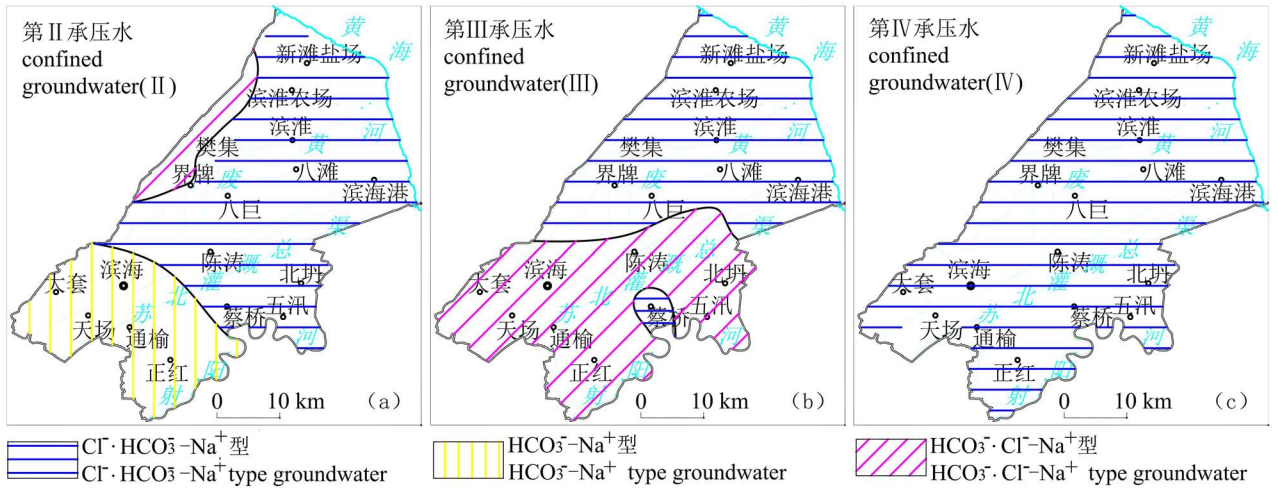 第Ⅱ承压水
confined
groundwater(Ⅱ)
黄
海
新滩盐场
滨淮农场
滨淮
黄
河
樊集
界牌
废
八滩
滨海港
八巨
渠
总
陈涛
溉
滨海
大套
灌
北坍
北
苏
蔡桥
五汛
天场
通榆
河
正红
阳
射
0 10 km
(a)
第Ⅲ承压水
confined
groundwater(Ⅲ)
黄
海
新滩盐场
滨淮农场
滨淮
黄
河
樊集
界牌
废
八滩
滨海港
八巨
渠
总
陈涛
溉
滨海
大套
灌
北坍
北
苏
蔡桥
五汛
天场
通榆
河
正红
阳
射
0 10 km
(b)
第Ⅳ承压水
confined
groundwater(Ⅳ)
黄
海
新滩盐场
滨淮农场
滨淮
黄
河
樊集
界牌
废
八滩
滨海港
八巨
渠
总
陈涛
溉
滨海
大套
灌
北坍
北
苏
蔡桥
五汛
天场
通榆
河
正红
阳
射
0 10 km
(c)
Cl⁻·HCO₃⁻-Na⁺型
Cl⁻·HCO₃⁻-Na⁺type groundwater
HCO₃⁻-Na⁺型
HCO₃⁻-Na⁺ type groundwater
HCO₃⁻·Cl⁻-Na⁺型
HCO₃⁻·Cl⁻-Na⁺ type groundwater